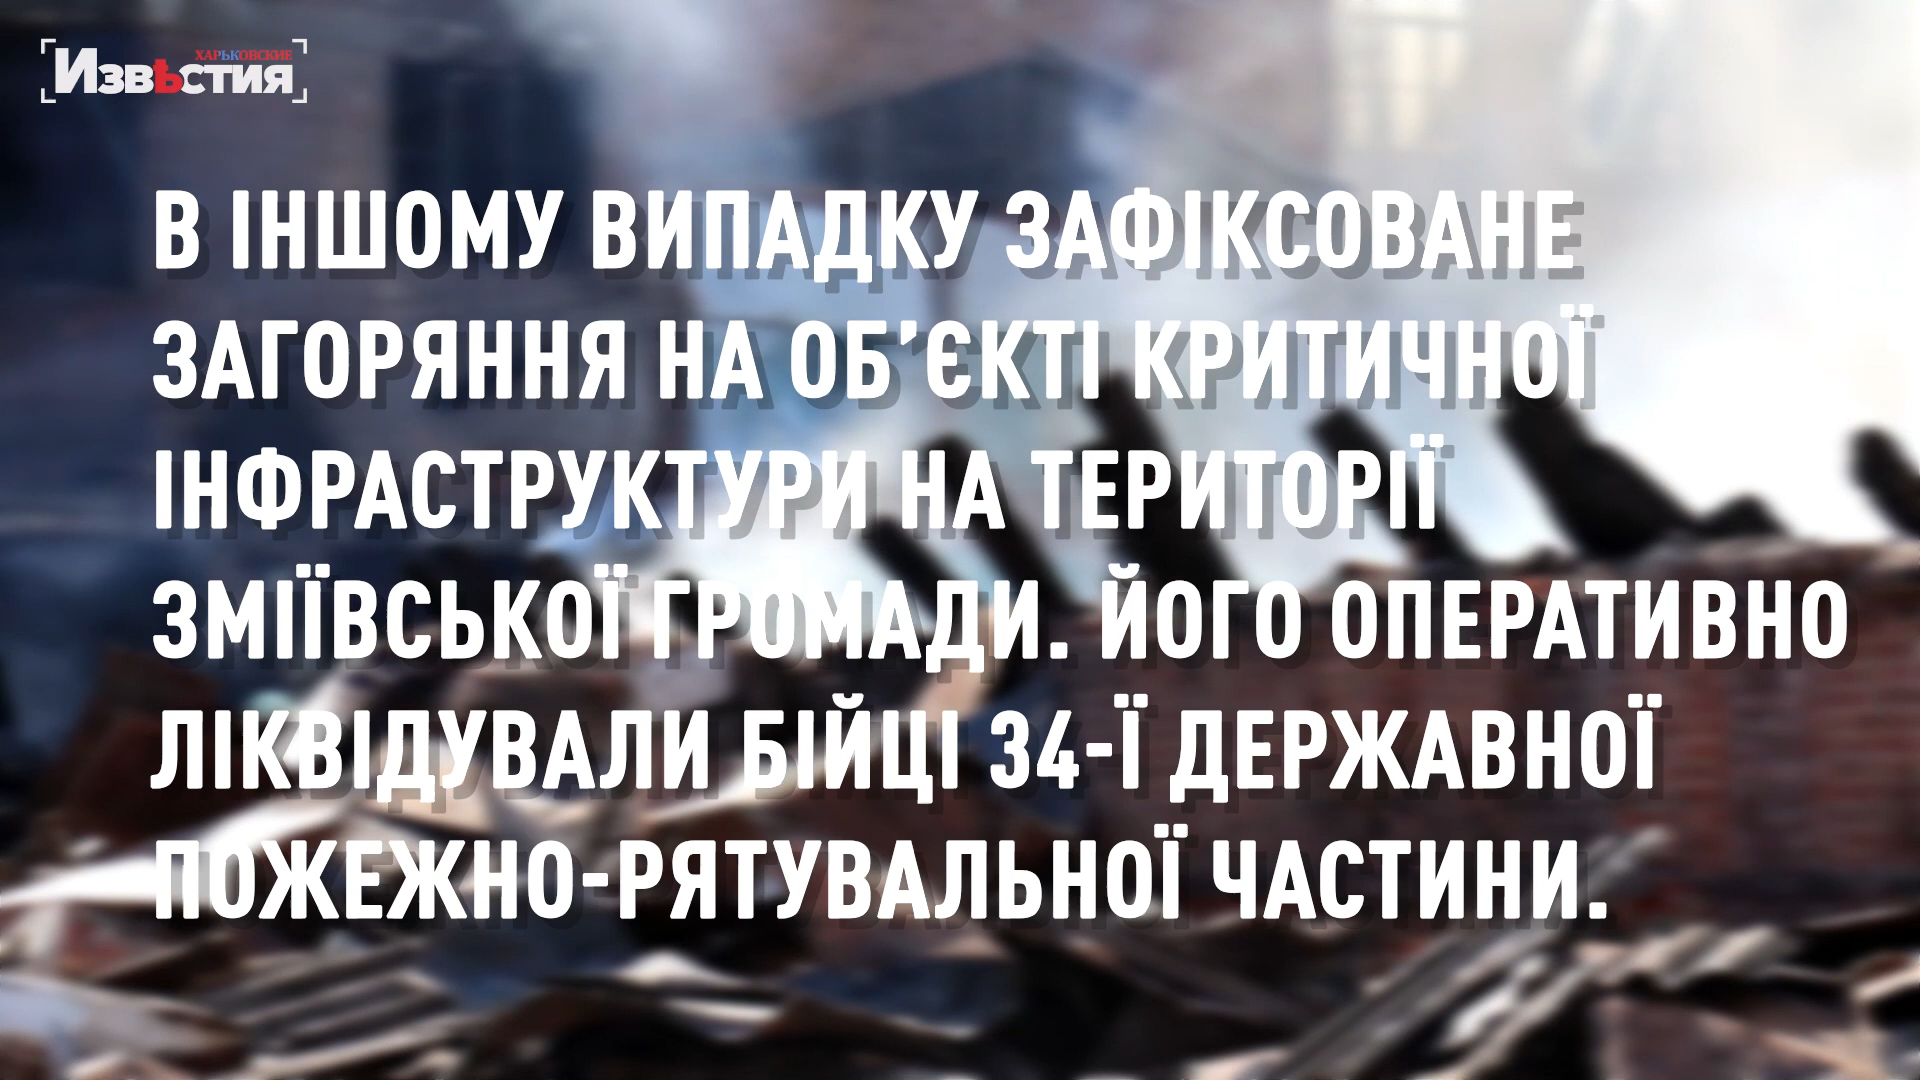 ХАРЬКОВСКИЕ
ИЗВѢСТИЯ
В ІНШОМУ ВИПАДКУ ЗАФІКСОВАНЕ
ЗАГОРЯННЯ НА ОБ’ЄКТІ КРИТИЧНОЇ
ІНФРАСТРУКТУРИ НА ТЕРИТОРІЇ
ЗМІЇВСЬКОЇ ГРОМАДИ. ЙОГО ОПЕРАТИВНО
ЛІКВІДУВАЛИ БІЙЦІ 34-Ї ДЕРЖАВНОЇ
ПОЖЕЖНО-РЯТУВАЛЬНОЇ ЧАСТИНИ.